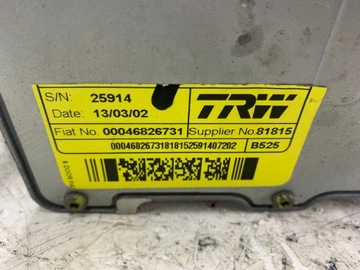 S/N: 25914
Date: 13/03/02
TRW
Fiat No. 00046826731 Supplier No. 81815
00046826731818152591407202 B525